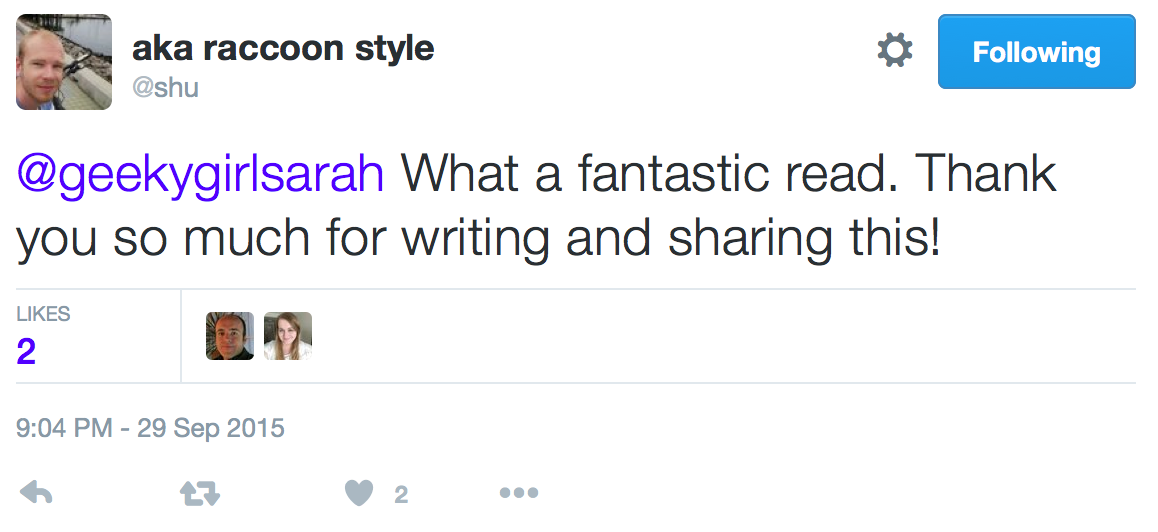 aka raccoon style
@shu
Following
@geekygirlsarah What a fantastic read. Thank
you so much for writing and sharing this!
LIKES
2
9:04 PM - 29 Sep 2015
2